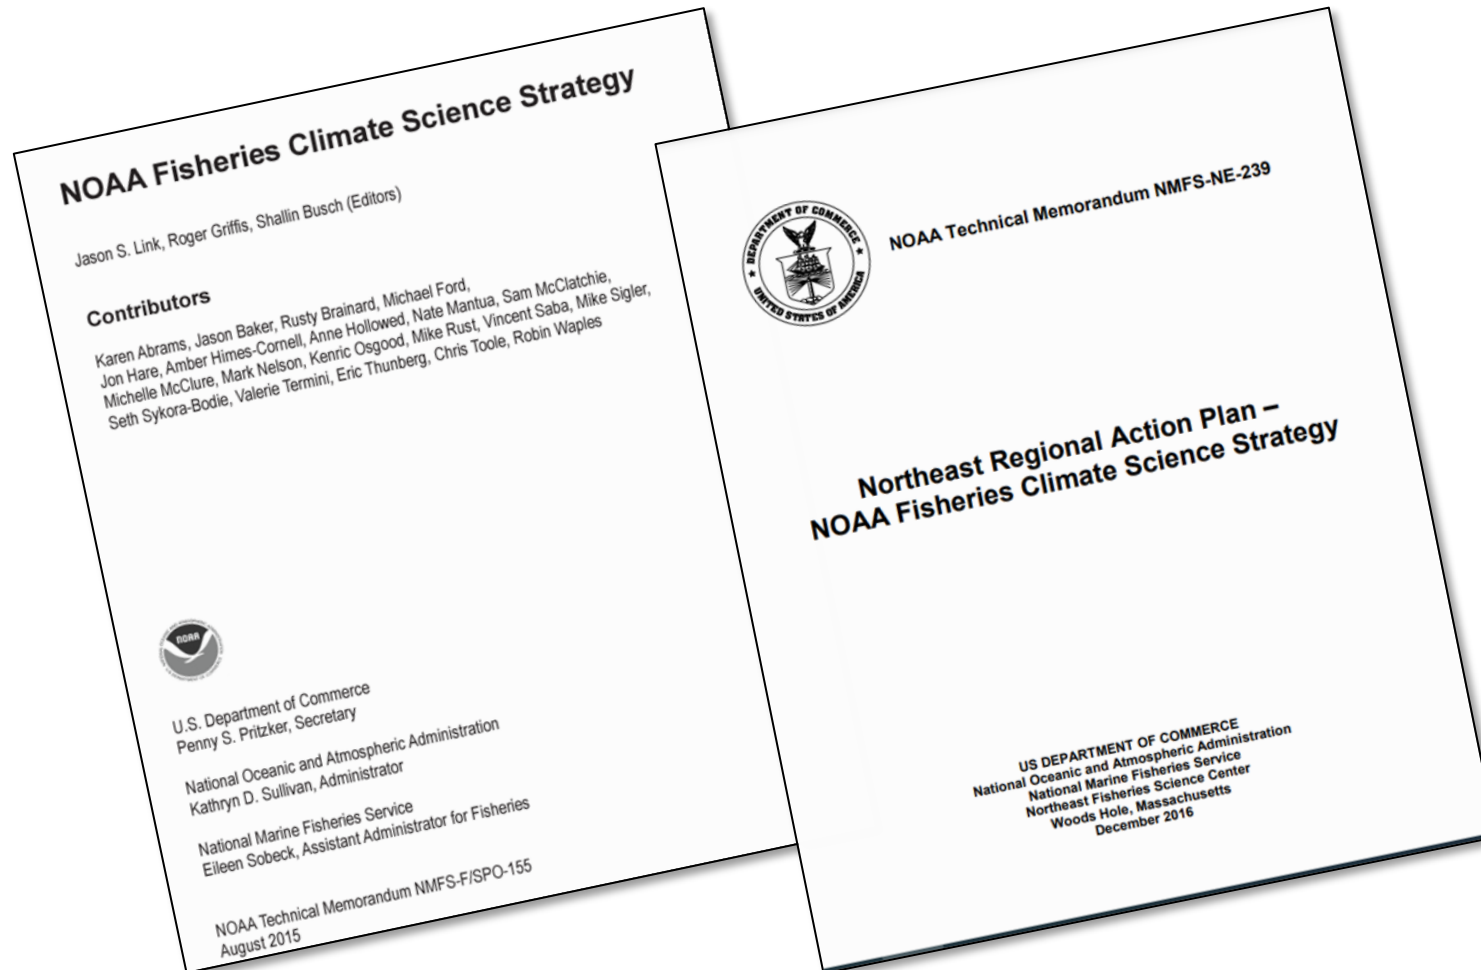 NOAA Fisheries Climate Science Strategy
Jason S. Link, Roger Griffis, Shallin Busch (Editors)
Contributors
Karen Abrams, Jason Baker, Rusty Brainard, Michael Ford,
Jon Hare, Amber Himes-Cornell, Anne Hollowed, Nate Mantua, Sam McClatchie,
Michelle McClure, Mark Nelson, Kenric Osgood, Mike Rust, Vincent Saba, Mike Sigler,
Seth Sykora-Bodie, Valerie Termini, Eric Thunberg, Chris Toole, Robin Waples
NOAA
U.S. Department of Commerce
Penny S. Pritzker, Secretary
National Oceanic and Atmospheric Administration
Kathryn D. Sullivan, Administrator
National Marine Fisheries Service
Eileen Sobeck, Assistant Administrator for Fisheries
NOAA Technical Memorandum NMFS-F/SPO-155
August 2015
DEPARTMENT OF COMMERCE
UNITED STATES OF AMERICA
NOAA Technical Memorandum NMFS-NE-239
Northeast Regional Action Plan –
NOAA Fisheries Climate Science Strategy
US DEPARTMENT OF COMMERCE
National Oceanic and Atmospheric Administration
National Marine Fisheries Service
Northeast Fisheries Science Center
Woods Hole, Massachusetts
December 2016